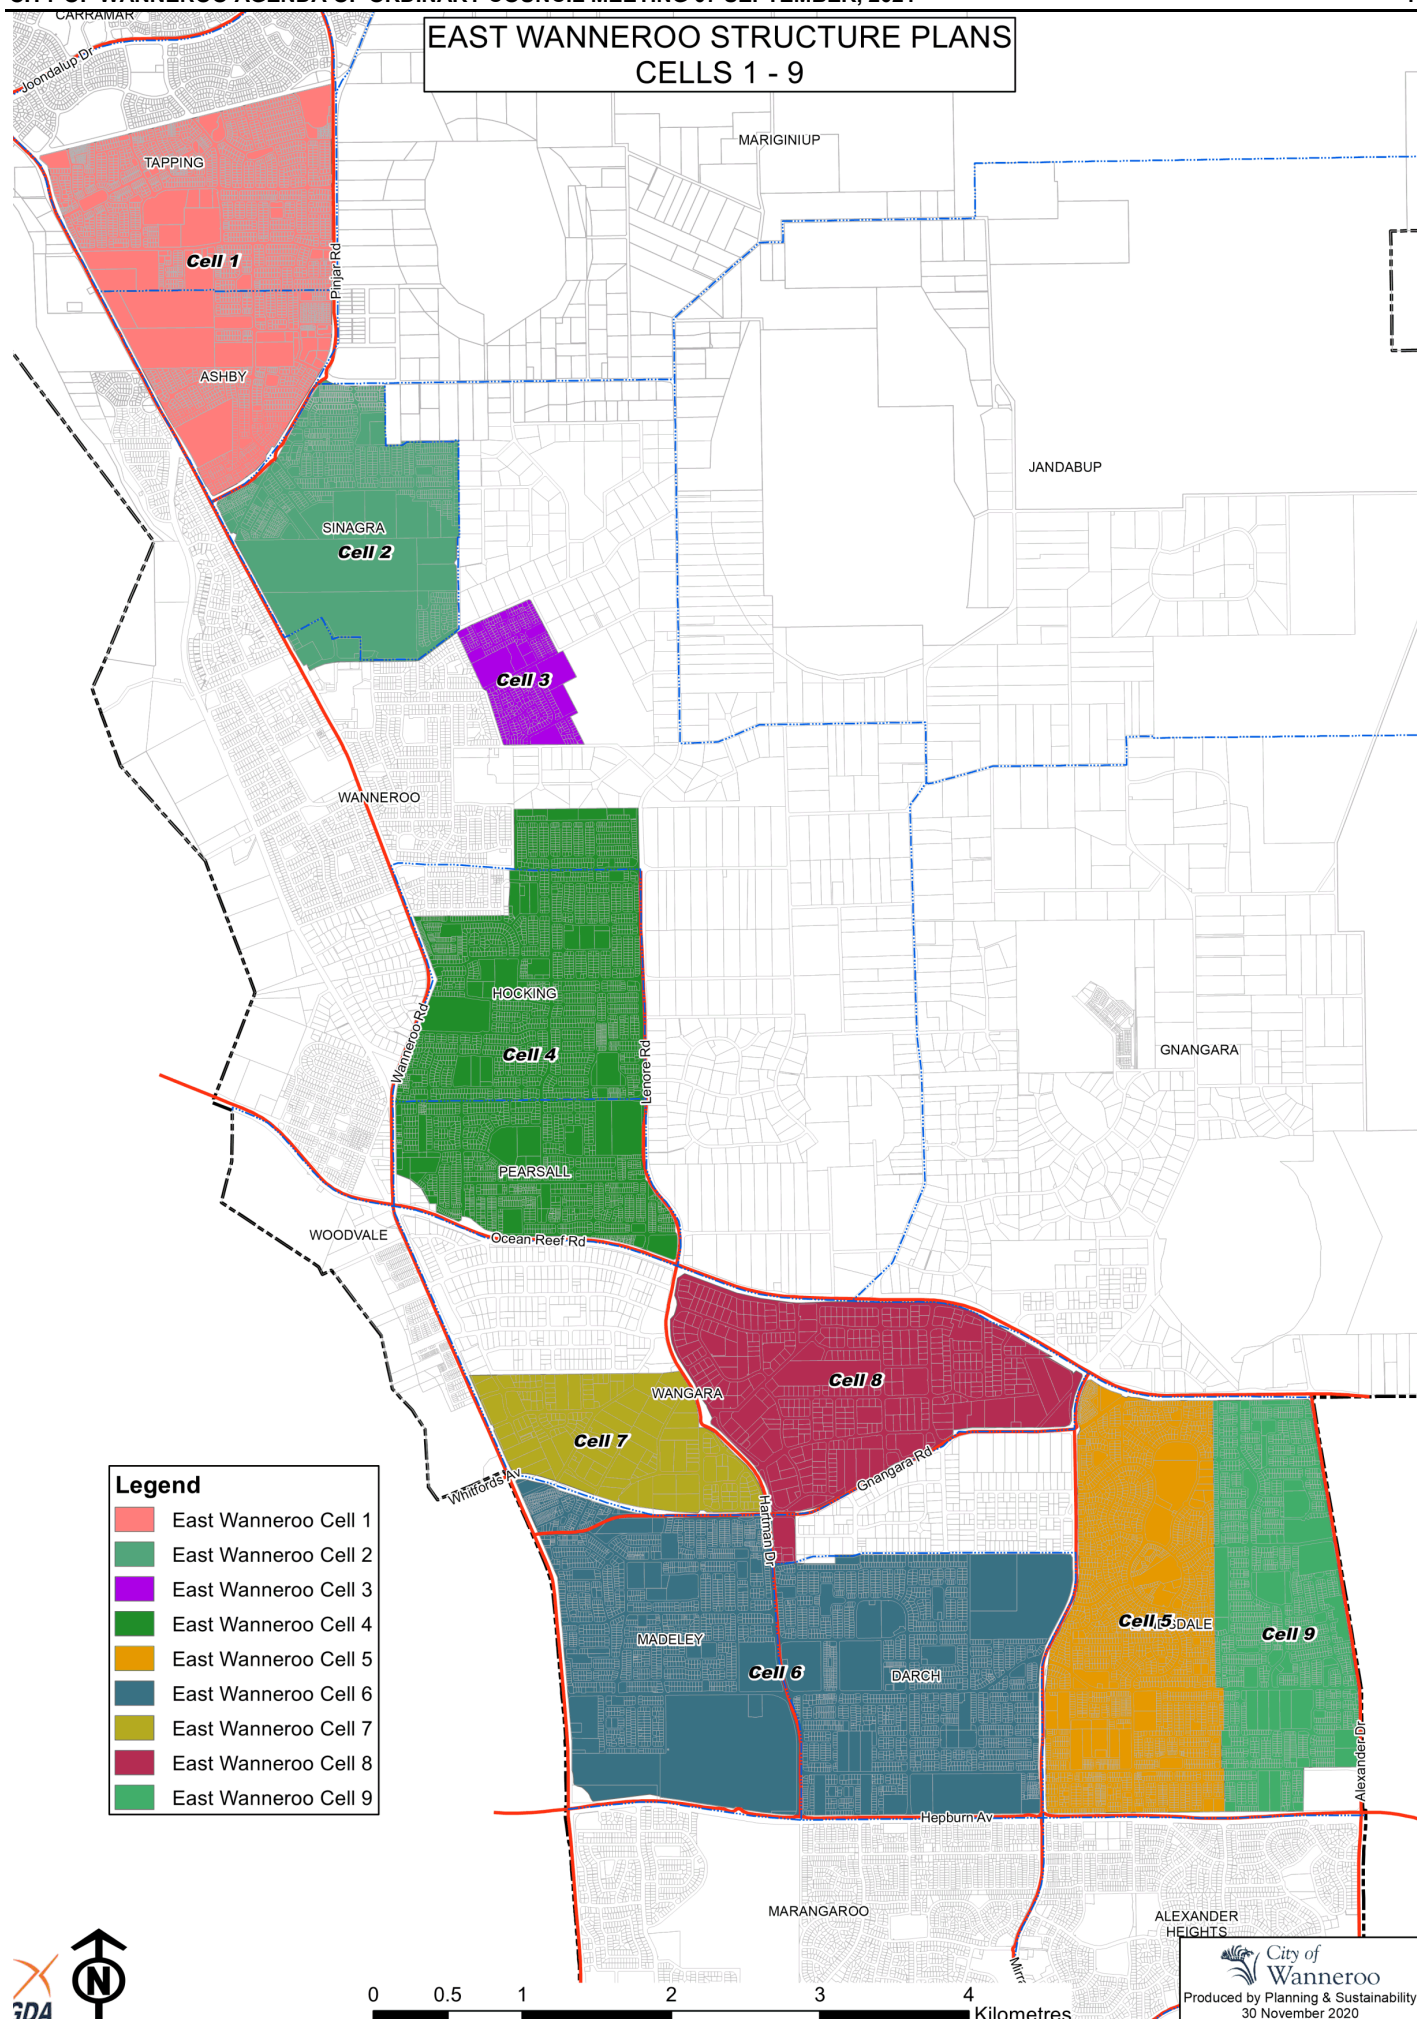 CARRAMAR
EAST WANNEROO STRUCTURE PLANS
CELLS 1 - 9
Joondalup Dr
MARIGINIUP
TAPPING
Cell 1
Pinjar Rd
ASHBY
JANDABUP
SINAGRA
Cell 2
Cell 3
WANNEROO
HOCKING
Wanneroo Rd
Cell 4
Lenore Rd
GNANGARA
PEARSALL
WOODVALE
Ocean Reef Rd
Cell 8
WANGARA
Cell 7
Gnangara Rd
Whitfords Av
Hartman Dr
Legend
East Wanneroo Cell 1
East Wanneroo Cell 2
East Wanneroo Cell 3
East Wanneroo Cell 4
East Wanneroo Cell 5
East Wanneroo Cell 6
East Wanneroo Cell 7
East Wanneroo Cell 8
East Wanneroo Cell 9
Cell 5
SDALE
Cell 9
MADELEY
Cell 6
DARCH
Alexander Dr
Hepburn Av
MARANGAROO
ALEXANDER
HEIGHTS
Mirra
N
GDA
0 0.5 1 2 3 4
Kilometres
City of
Wanneroo
Produced by Planning & Sustainability
30 November 2020